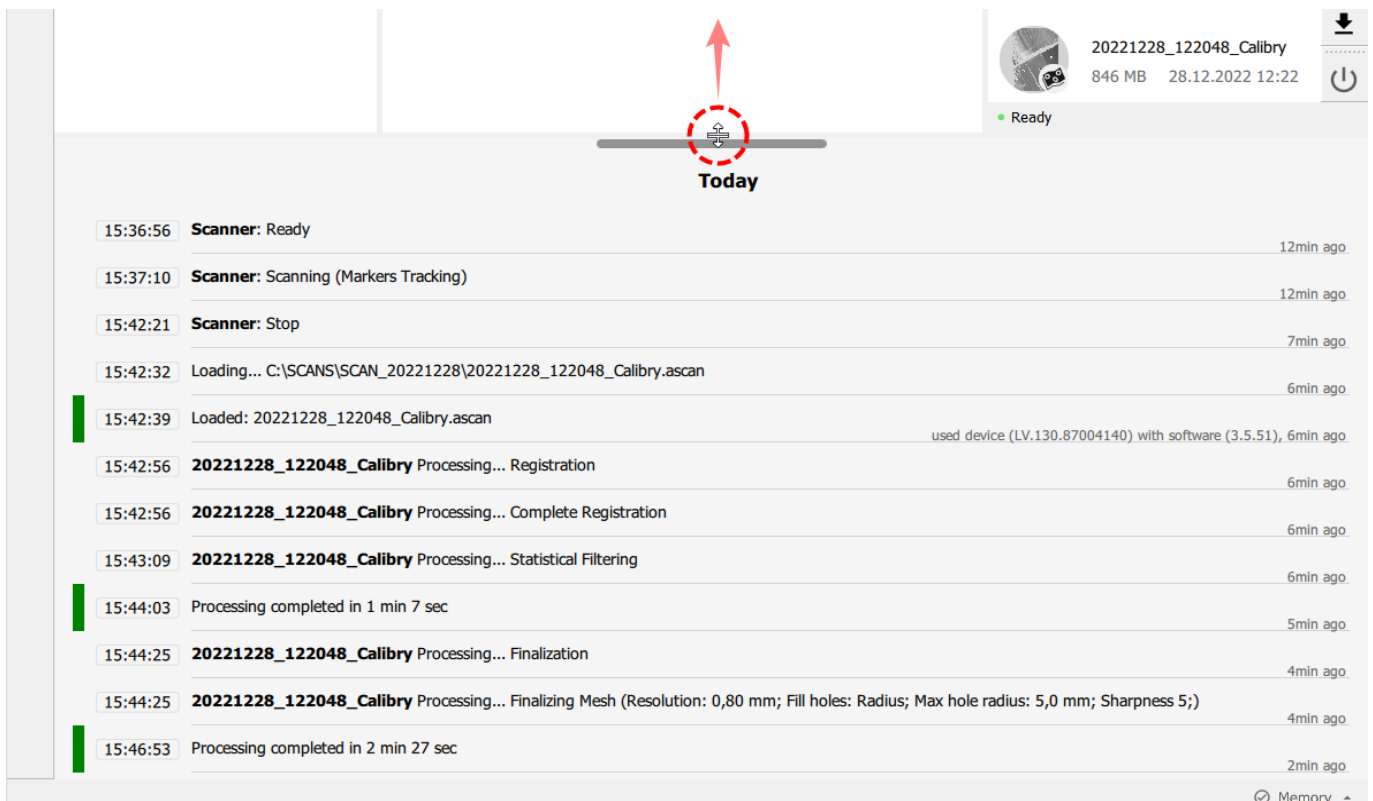 20221228_122048_Calibry
846 MB 28.12.2022 12:22
Ready
Today
15:36:56 Scanner: Ready
12min ago
15:37:10 Scanner: Scanning (Markers Tracking)
12min ago
15:42:21 Scanner: Stop
7min ago
15:42:32 Loading... C:\SCANS\SCAN_20221228\20221228_122048_Calibry.ascan
6min ago
15:42:39 Loaded: 20221228_122048_Calibry.ascan
used device (LV.130.87004140) with software (3.5.51), 6min ago
15:42:56 20221228_122048_Calibry Processing... Registration
6min ago
15:42:56 20221228_122048_Calibry Processing... Complete Registration
6min ago
15:43:09 20221228_122048_Calibry Processing... Statistical Filtering
6min ago
15:44:03 Processing completed in 1 min 7 sec
5min ago
15:44:25 20221228_122048_Calibry Processing... Finalization
4min ago
15:44:25 20221228_122048_Calibry Processing... Finalizing Mesh (Resolution: 0,80 mm; Fill holes: Radius; Max hole radius: 5,0 mm; Sharpness 5;)
4min ago
15:46:53 Processing completed in 2 min 27 sec
2min ago
Memory